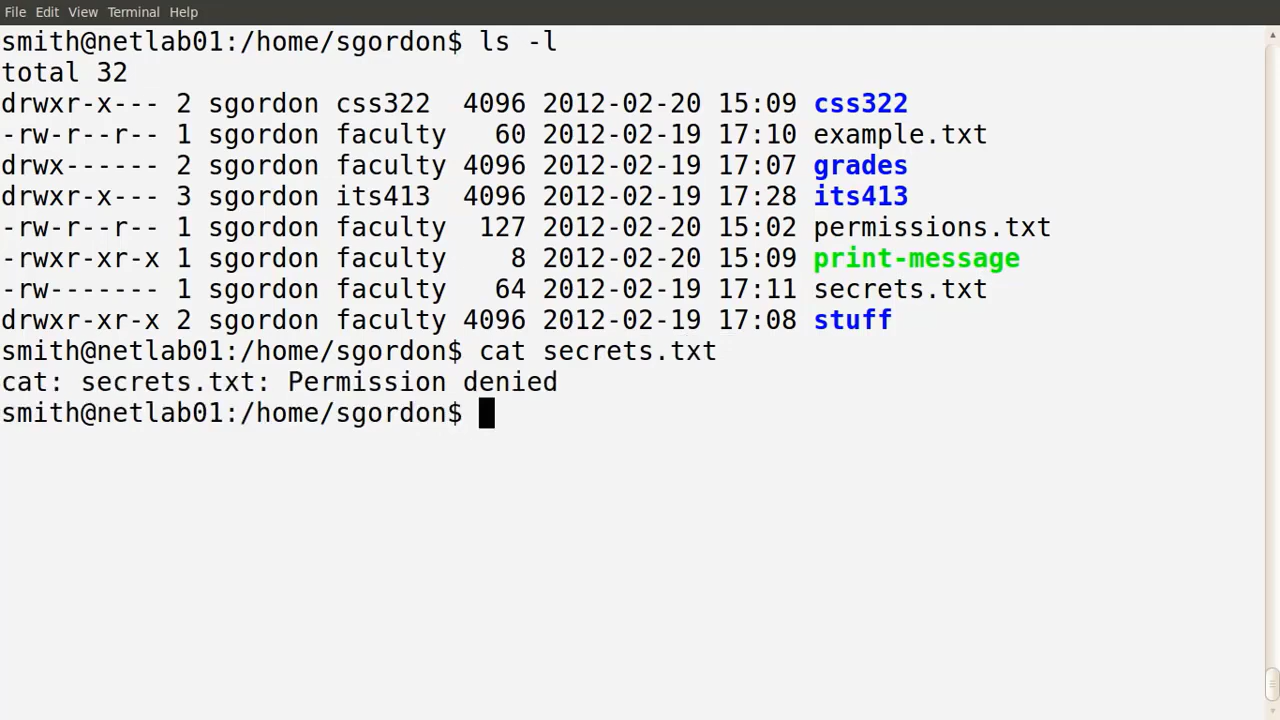 File Edit View Terminal Help
smith@netlab01:/home/sgordon$ ls -l
total 32
drwxr-x--- 2 sgordon css322  4096 2012-02-20 15:09 css322
-rw-r--r-- 1 sgordon faculty   60 2012-02-19 17:10 example.txt
drwx------ 2 sgordon faculty 4096 2012-02-19 17:07 grades
drwxr-x--- 3 sgordon its413  4096 2012-02-19 17:28 its413
-rw-r--r-- 1 sgordon faculty  127 2012-02-20 15:02 permissions.txt
-rwxr-xr-x 1 sgordon faculty    8 2012-02-20 15:09 print-message
-rw------- 1 sgordon faculty   64 2012-02-19 17:11 secrets.txt
drwxr-xr-x 2 sgordon faculty 4096 2012-02-19 17:08 stuff
smith@netlab01:/home/sgordon$ cat secrets.txt
cat: secrets.txt: Permission denied
smith@netlab01:/home/sgordon$